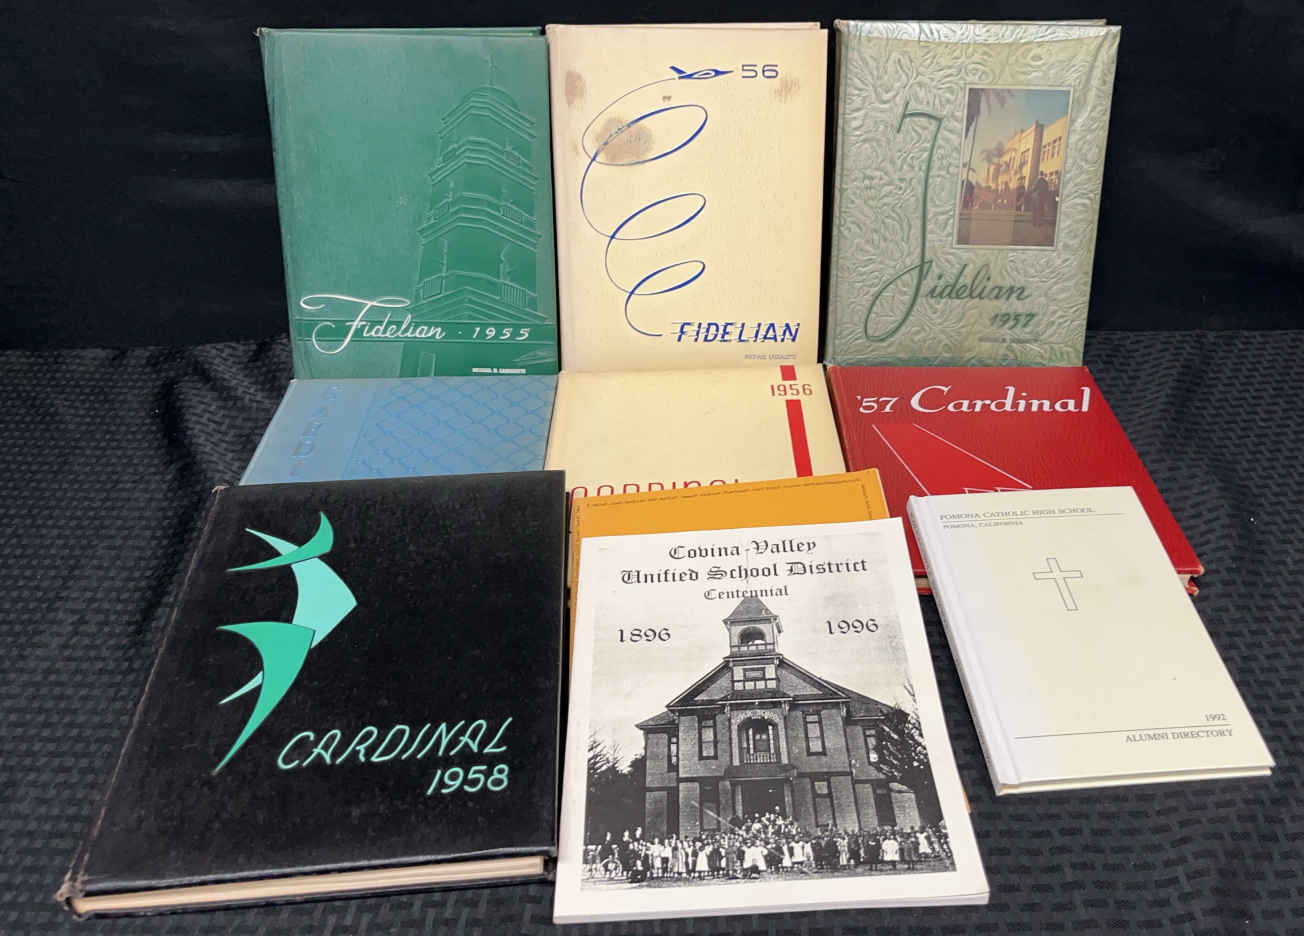 Fidelian · 1955
56
FIDELIAN
Fidelian
1957
1956
CARDINAL
'57 Cardinal
CARDINAL
1958
Covina-Valley
Unified School District
Centennial
1896
1996
POMONA CATHOLIC HIGH SCHOOL
POMONA, CALIFORNIA
1992
ALUMNI DIRECTORY